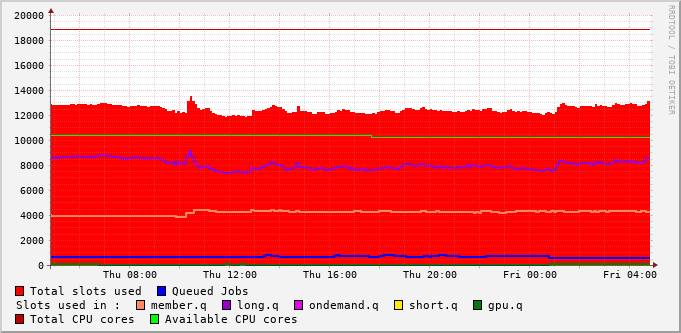 RRDTOOL / TOBI OETIKER
20000
18000
16000
14000
12000
10000
8000
6000
4000
2000
0
Thu 08:00 Thu 12:00 Thu 16:00 Thu 20:00 Fri 00:00 Fri 04:00
Total slots used Queued Jobs
Slots used in : member.q long.q ondemand.q short.q gpu.q
Total CPU cores Available CPU cores